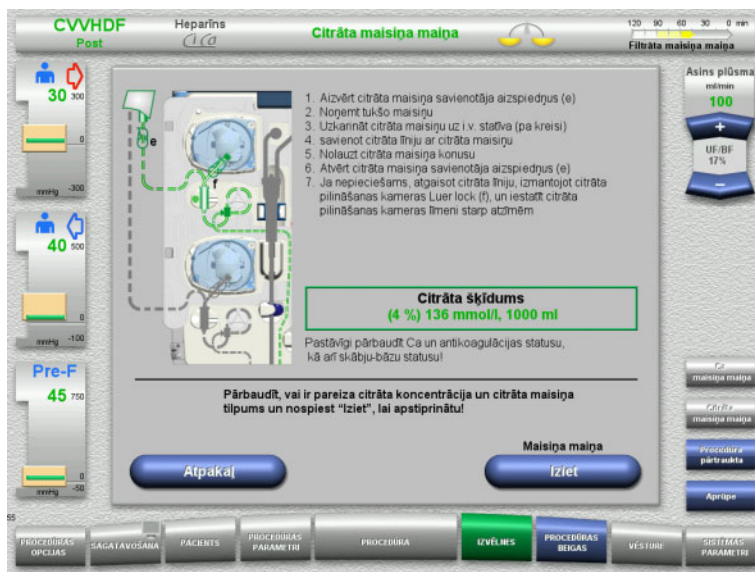 CVVHDF
Post
Heparīns
Ci Ca
Citrāta maisiņa maiņa
120 90 60 30 0 min
Filtrāta maisiņa maiņa
30
300
0
-300
mmHg
40
500
0
-100
mmHg
Pre-F
45
750
0
-50
mmHg
e
f
1. Aizvērt citrāta maisiņa savienotāja aizspiedņus (e)
2. Noņemt tukšo maisiņu
3. Uzkarināt citrāta maisiņu uz i.v. statīva (pa kreisi)
4. savienot citrāta līniju ar citrāta maisiņu
5. Nolauzt citrāta maisiņa konusu
6. Atvērt citrāta maisiņa savienotāja aizspiedņus (e)
7. Ja nepieciešams, atgaisot citrāta līniju, izmantojot citrāta
pilināšanas kameras Luer lock (f), un iestatīt citrāta
pilināšanas kameras līmeni starp atzīmēm
Citrāta šķīdums
(4 %) 136 mmol/l, 1000 ml
Pastāvīgi pārbaudīt Ca un antikoagulācijas statusu,
kā arī skābju-bāzu statusu!
Pārbaudīt, vai ir pareiza citrāta koncentrācija un citrāta maisiņa
tilpums un nospiest "Iziet", lai apstiprinātu!
Maisiņa maiņa
Atpakaļ
Iziet
Asins plūsma
ml/min
100
+
UF/BF
17%
−
Ca
maisiņa maiņa
Citrāta
maisiņa maiņa
Procedūra
pārtraukta
Aprūpe
55
PROCEDŪRAS
OPCIJAS
SAGATAVOŠANA
PACIENTS
PROCEDŪRAS
PARAMETRI
PROCEDŪRA
IZVĒLNES
PROCEDŪRAS
BEIGAS
VĒSTURE
SISTĒMAS
PARAMETRI